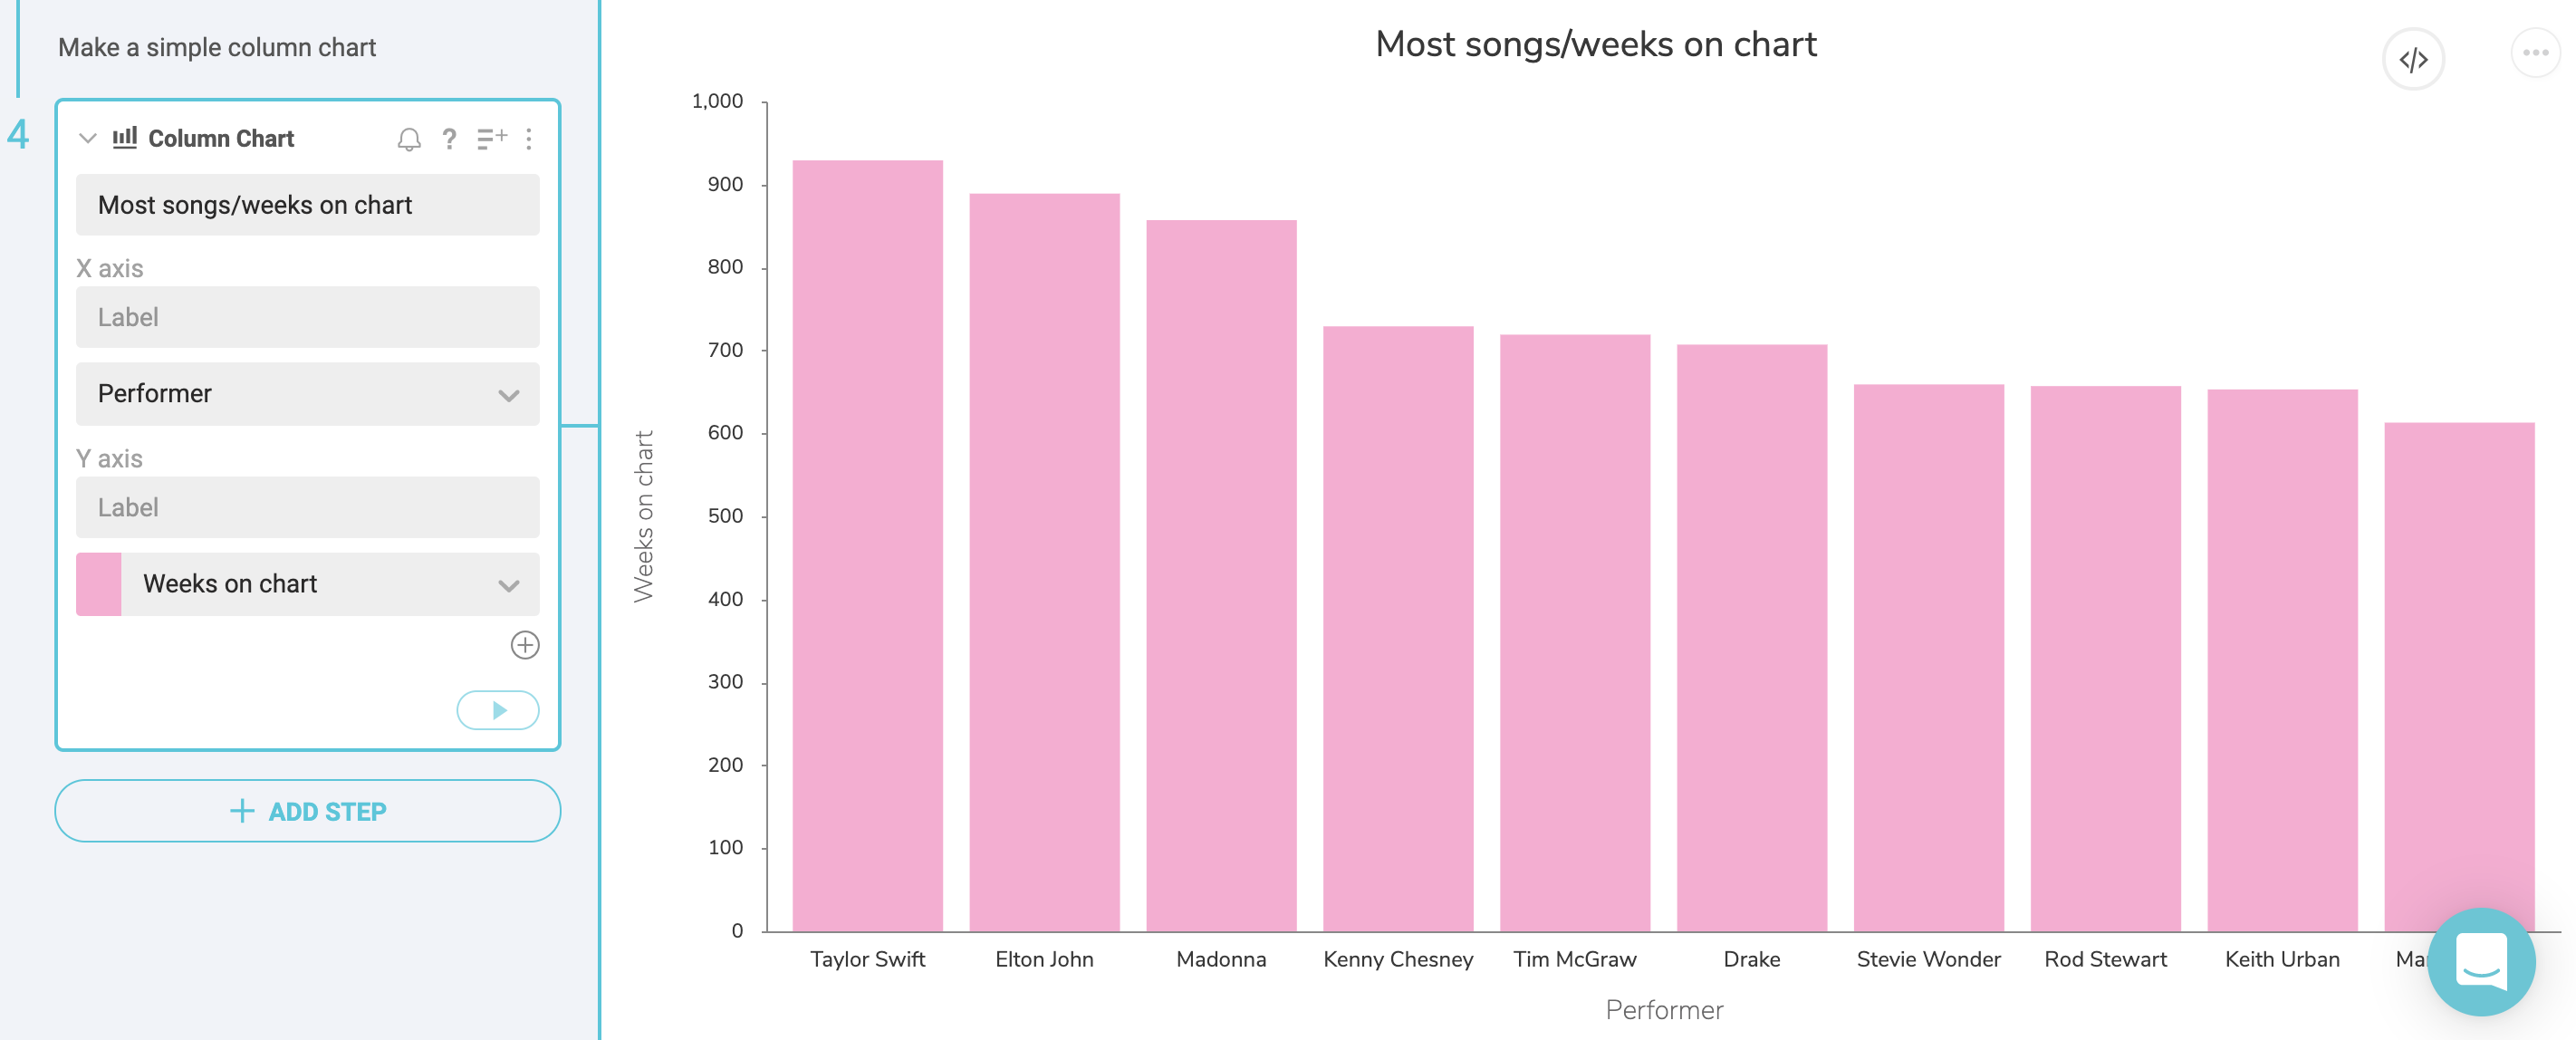 Make a simple column chart
4
Column Chart
?
Most songs/weeks on chart
X axis
Label
Performer
Y axis
Label
Weeks on chart
+ ADD STEP
Most songs/weeks on chart
</>
1,000
900
800
700
600
500
400
300
200
100
0
Weeks on chart
Taylor Swift Elton John Madonna Kenny Chesney Tim McGraw Drake Stevie Wonder Rod Stewart Keith Urban
Performer